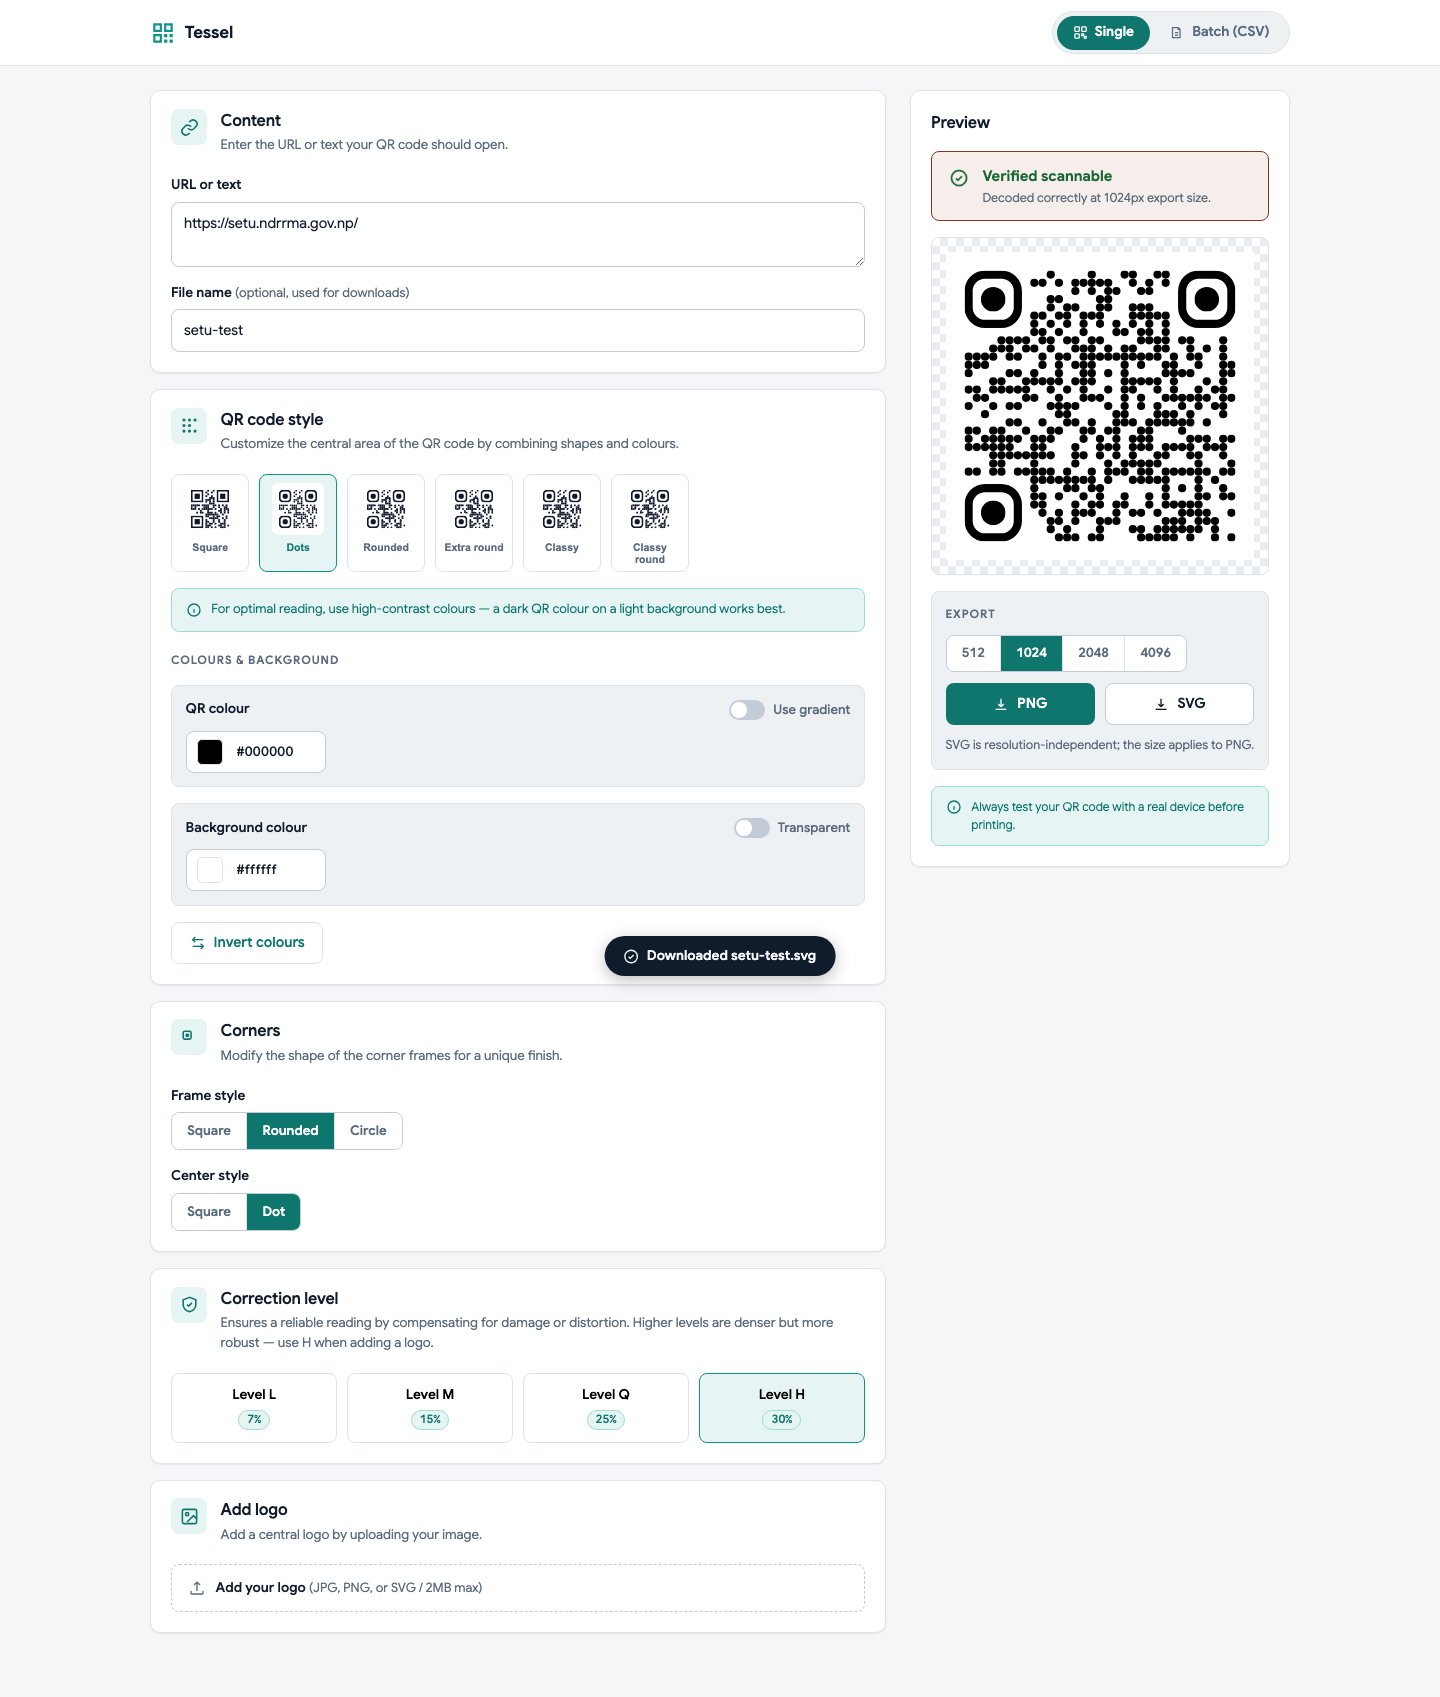 Tessel
Single
Batch (CSV)
Content
Enter the URL or text your QR code should open.
URL or text
https://setu.ndrrma.gov.np/
File name (optional, used for downloads)
setu-test
QR code style
Customize the central area of the QR code by combining shapes and colours.
Square
Dots
Rounded
Extra round
Classy
Classy
round
For optimal reading, use high-contrast colours — a dark QR colour on a light background works best.
COLOURS & BACKGROUND
QR colour
Use gradient
#000000
Background colour
Transparent
#ffffff
Invert colours
Downloaded setu-test.svg
Corners
Modify the shape of the corner frames for a unique finish.
Frame style
Square
Rounded
Circle
Center style
Square
Dot
Correction level
Ensures a reliable reading by compensating for damage or distortion. Higher levels are denser but more
robust — use H when adding a logo.
Level L
7%
Level M
15%
Level Q
25%
Level H
30%
Add logo
Add a central logo by uploading your image.
Add your logo (JPG, PNG, or SVG / 2MB max)
Preview
Verified scannable
Decoded correctly at 1024px export size.
EXPORT
512
1024
2048
4096
PNG
SVG
SVG is resolution-independent; the size applies to PNG.
Always test your QR code with a real device before
printing.